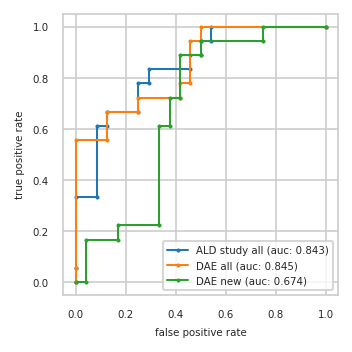 1.0
0.8
0.6
0.4
0.2
0.0
true positive rate
ALD study all (auc: 0.843)
DAE all (auc: 0.845)
DAE new (auc: 0.674)
0.0 0.2 0.4 0.6 0.8 1.0
false positive rate